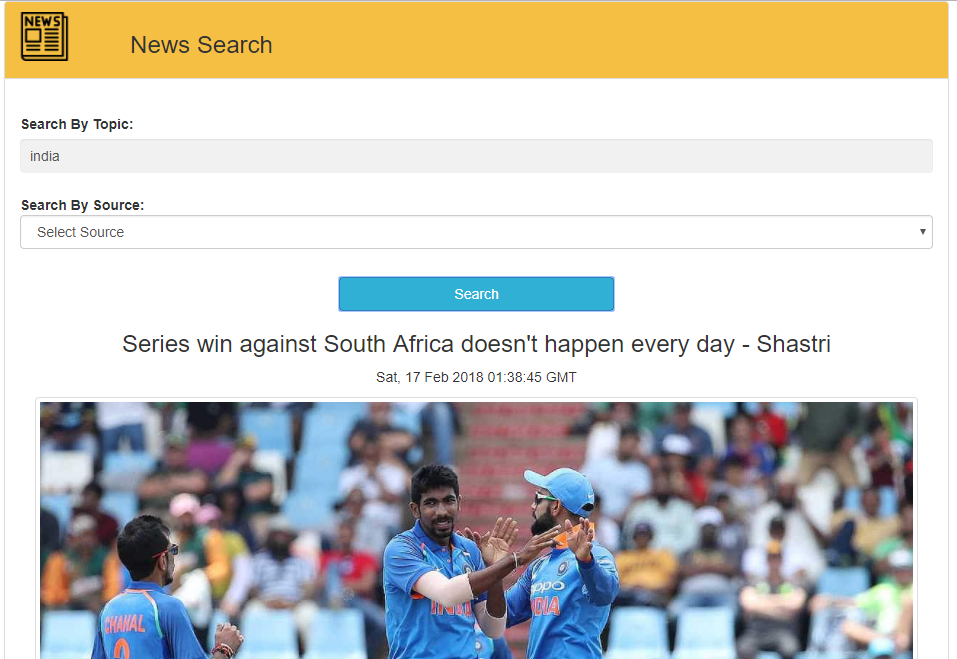 NEWS
News Search
Search By Topic:
india
Search By Source:
Select Source
Search
Series win against South Africa doesn't happen every day - Shastri
Sat, 17 Feb 2018 01:38:45 GMT
oppo
INDIA
INDIA
CHAHAL